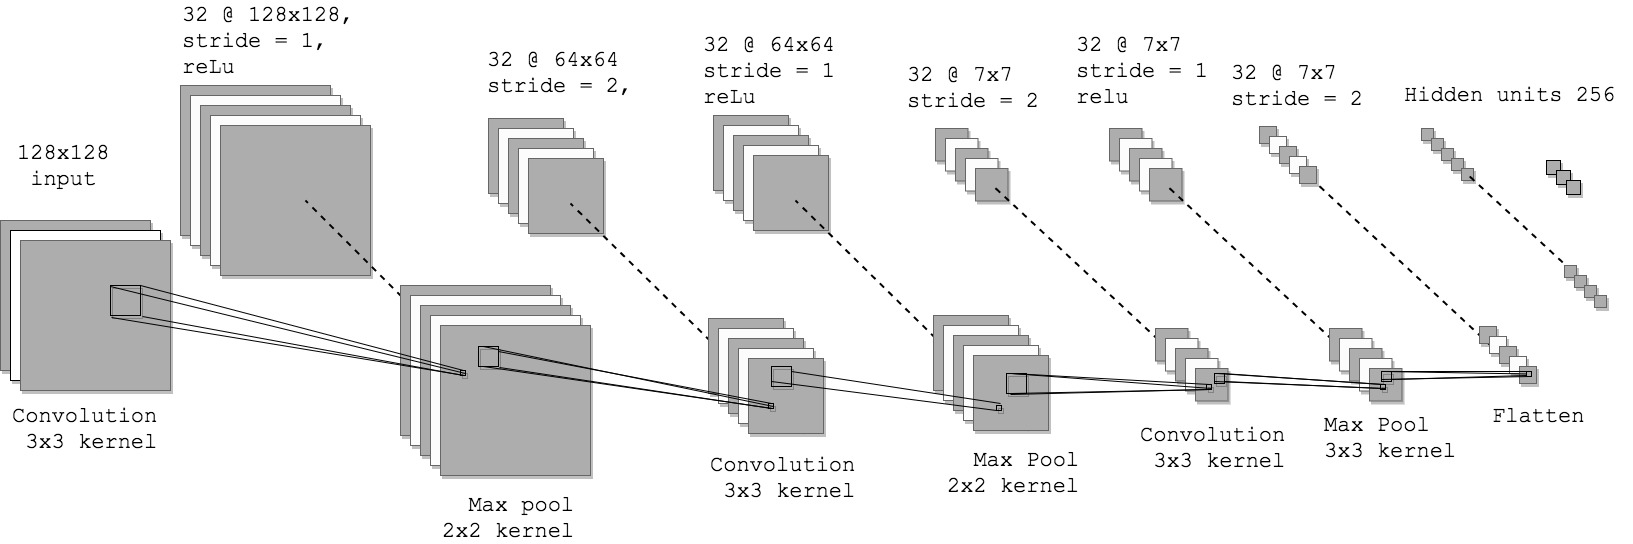 32 @ 128x128,
stride = 1,
reLu
32 @ 64x64
stride = 2,
32 @ 64x64
stride = 1
reLu
32 @ 7x7
stride = 2
32 @ 7x7
stride = 1
relu
32 @ 7x7
stride = 2
Hidden units 256
128x128
input
Convolution
3x3 kernel
Max pool
2x2 kernel
Convolution
3x3 kernel
Max Pool
2x2 kernel
Convolution
3x3 kernel
Max Pool
3x3 kernel
Flatten